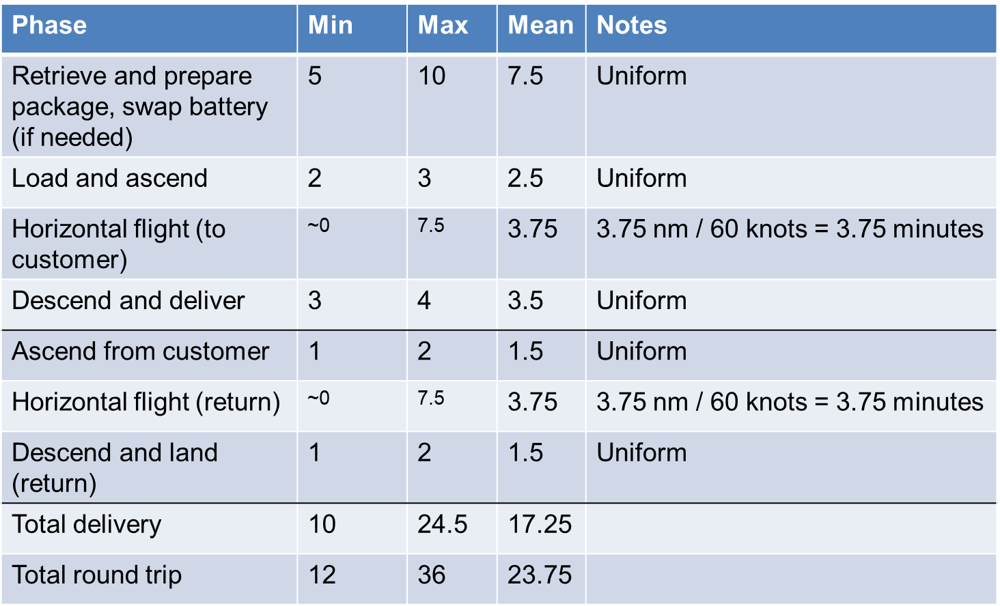 Phase Min Max Mean Notes
Retrieve and prepare 5 10 7.5 Uniform
package, swap battery
(if needed)
Load and ascend 2 3 2.5 Uniform
Horizontal flight (to ~0 7.5 3.75 3.75 nm / 60 knots = 3.75 minutes
customer)
Descend and deliver 3 4 3.5 Uniform
Ascend from customer 1 2 1.5 Uniform
Horizontal flight (return) ~0 7.5 3.75 3.75 nm / 60 knots = 3.75 minutes
Descend and land 1 2 1.5 Uniform
(return)
Total delivery 10 24.5 17.25
Total round trip 12 36 23.75